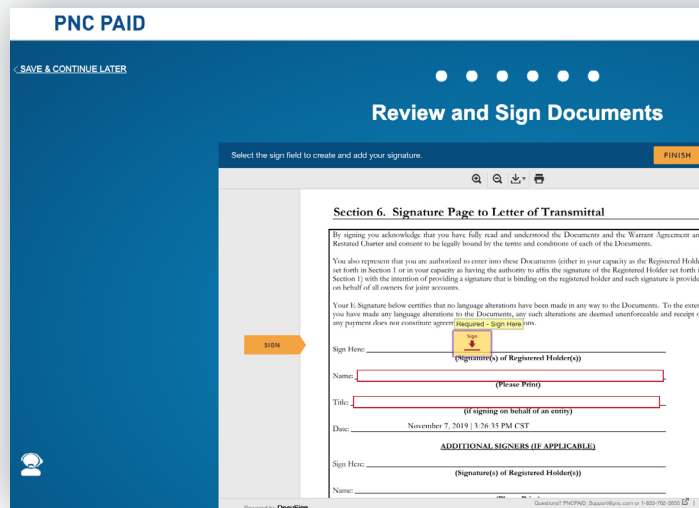 PNC PAID
< SAVE & CONTINUE LATER
Review and Sign Documents
Select the sign field to create and add your signature.
FINISH
Section 6. Signature Page to Letter of Transmittal
By signing you acknowledge that you have fully read and understood the Documents and the Warrant Agreement an
Restated Charter and consent to be legally bound by the terms and conditions of each of the Documents.
You also represent that you are authorized to enter into these Documents (either in your capacity as the Registered Holde
set forth in Section 1 or in your capacity as having the authority to affix the signature of the Registered Holder set forth i
Section 1) with the intention of providing a signature that is binding on the registered holder and such signature is provide
on behalf of all owners for joint accounts.
Your E-Signature below certifies that no language alterations have been made in any way to the Documents. To the exten
you have made any language alterations to the Documents, any such alterations are deemed unenforceable and receipt o
any payment does not constitute agreem
Required - Sign Here
ons.
SIGN
Sign
Sign Here:
(Signature(s) of Registered Holder(s))
Name:
(Please Print)
Title:
(if signing on behalf of an entity)
Date: November 7, 2019 | 3:26:35 PM CST
ADDITIONAL SIGNERS (IF APPLICABLE)
Sign Here:
(Signature(s) of Registered Holder(s))
Name:
Powered by DocuSign
Questions? PNCPAID_Support@pnc.com or